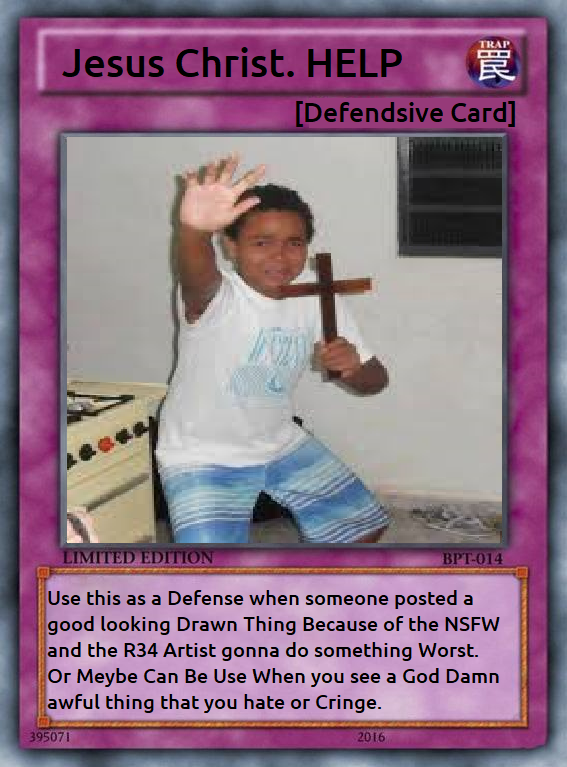 Jesus Christ. HELP
TRAP
罠
[Defendsive Card]
LIMITED EDITION
BPT-014
Use this as a Defense when someone posted a
good looking Drawn Thing Because of the NSFW
and the R34 Artist gonna do something Worst.
Or Meybe Can Be Use When you see a God Damn
awful thing that you hate or Cringe.
395071
2016